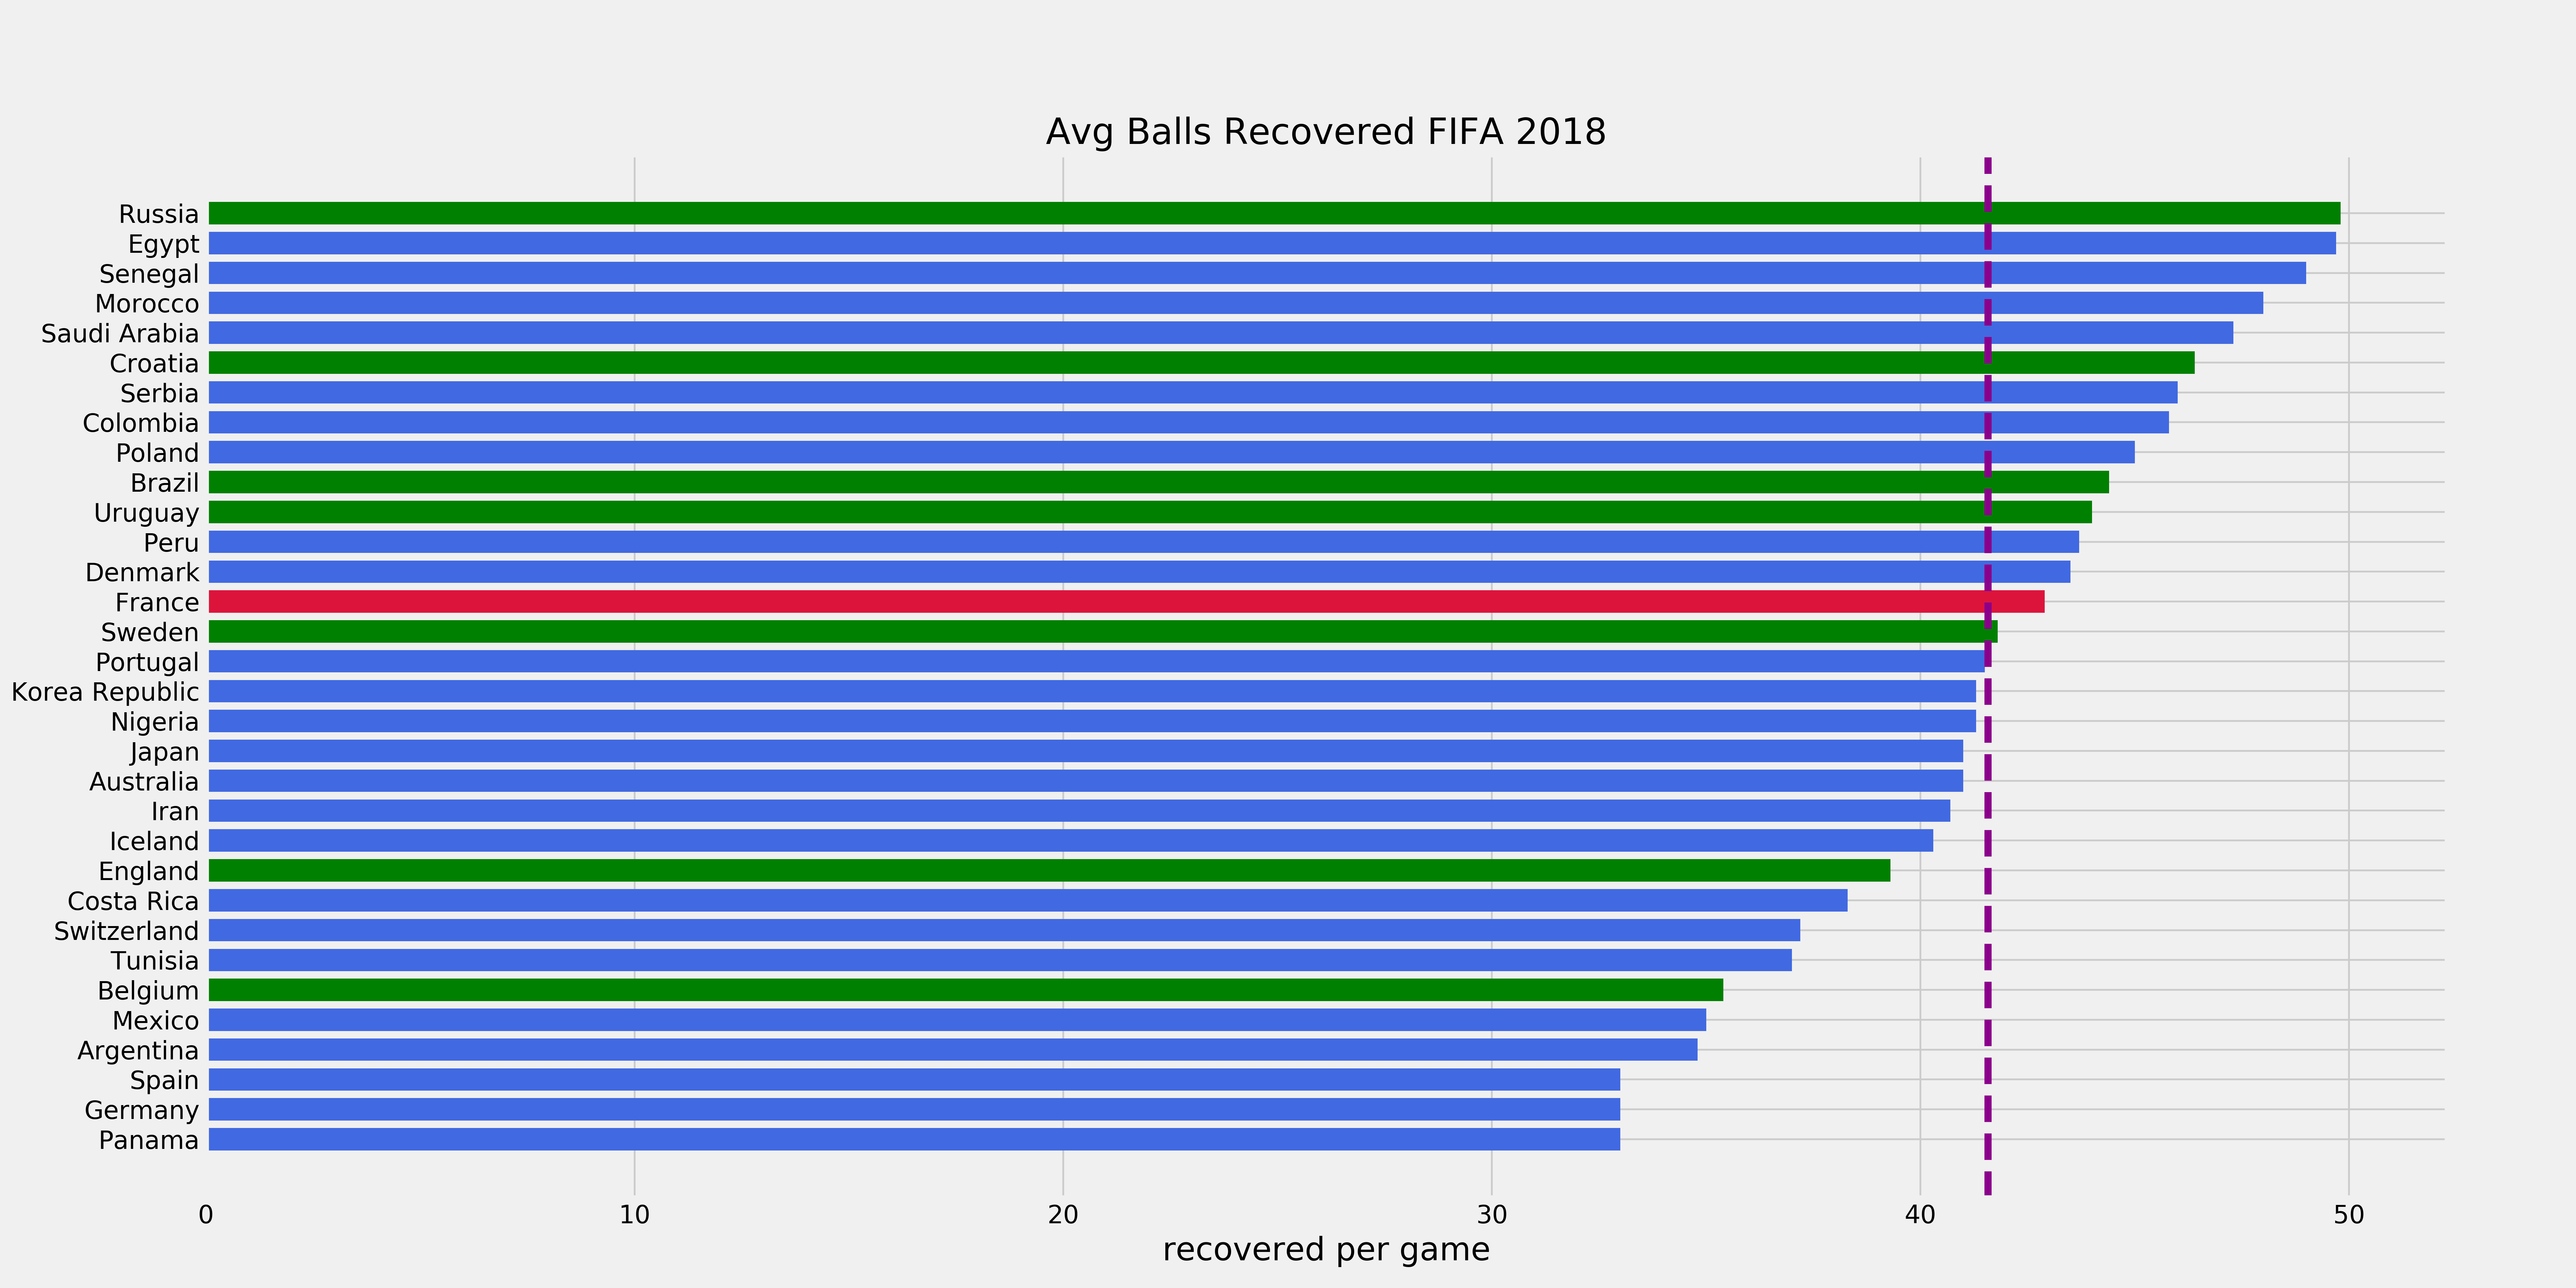 Avg Balls Recovered FIFA 2018
Russia
Egypt
Senegal
Morocco
Saudi Arabia
Croatia
Serbia
Colombia
Poland
Brazil
Uruguay
Peru
Denmark
France
Sweden
Portugal
Korea Republic
Nigeria
Japan
Australia
Iran
Iceland
England
Costa Rica
Switzerland
Tunisia
Belgium
Mexico
Argentina
Spain
Germany
Panama
0 10 20 30 40 50
recovered per game